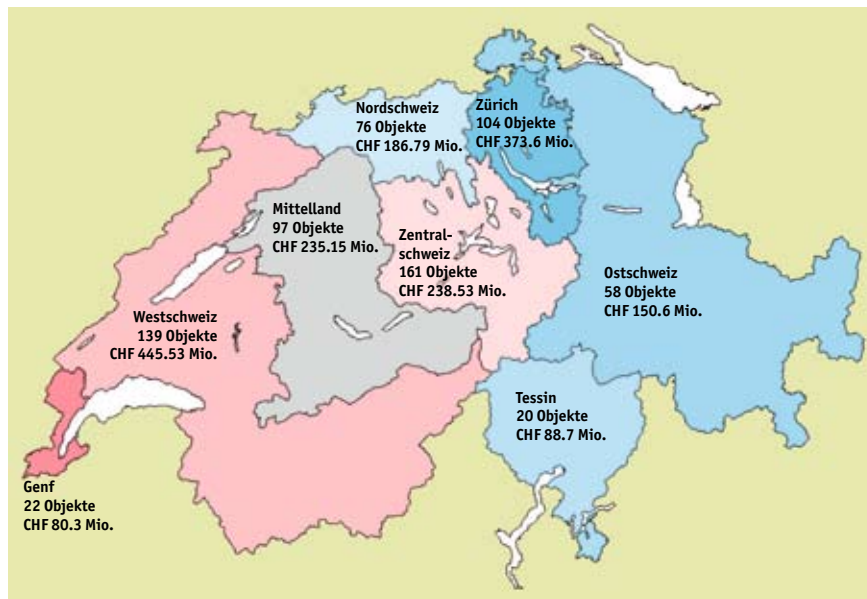 Nordschweiz
76 Objekte
CHF 186.79 Mio.
Zürich
104 Objekte
CHF 373.6 Mio.
Mittelland
97 Objekte
CHF 235.15 Mio.
Zentral-
schweiz
161 Objekte
CHF 238.53 Mio.
Ostschweiz
58 Objekte
CHF 150.6 Mio.
Westschweiz
139 Objekte
CHF 445.53 Mio.
Tessin
20 Objekte
CHF 88.7 Mio.
Genf
22 Objekte
CHF 80.3 Mio.